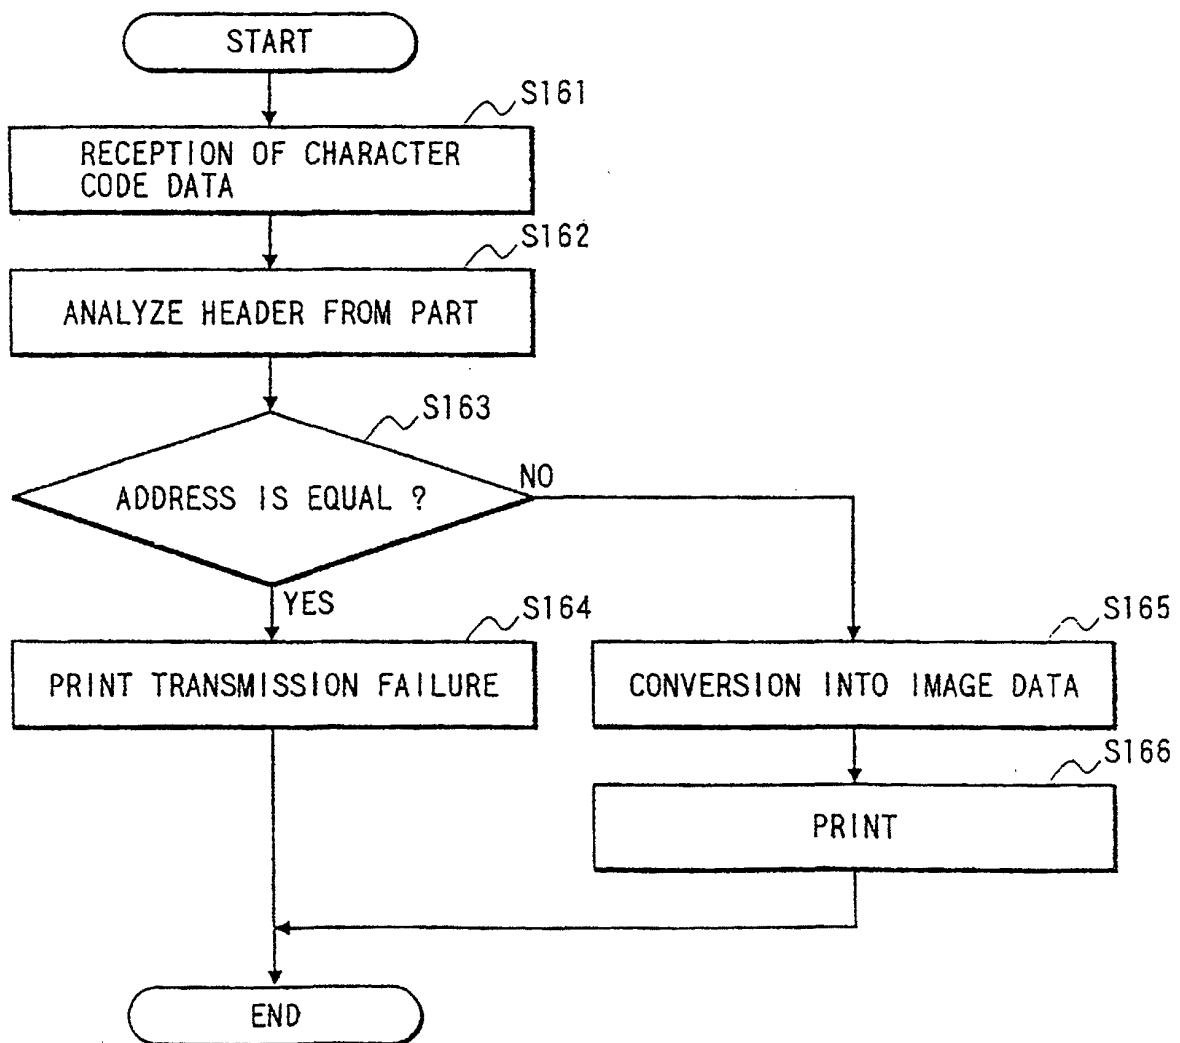 START
S161
RECEPTION OF CHARACTER
CODE DATA
S162
ANALYZE HEADER FROM PART
S163
ADDRESS IS EQUAL ?
NO
YES
S164
PRINT TRANSMISSION FAILURE
S165
CONVERSION INTO IMAGE DATA
S166
PRINT
END